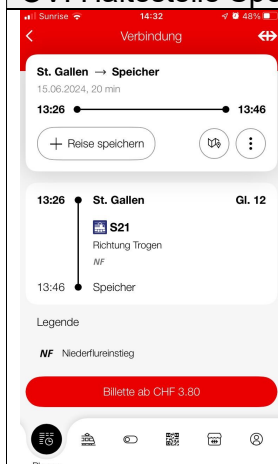 Sunrise 14:32 48%
Verbindung
St. Gallen → Speicher
15.06.2024, 20 min
13:26 13:46
+ Reise speichern
13:26 St. Gallen Gl. 12
S21
Richtung Trogen
NF
13:46 Speicher
Legende
NF Niederflureinstieg
Billette ab CHF 3.80